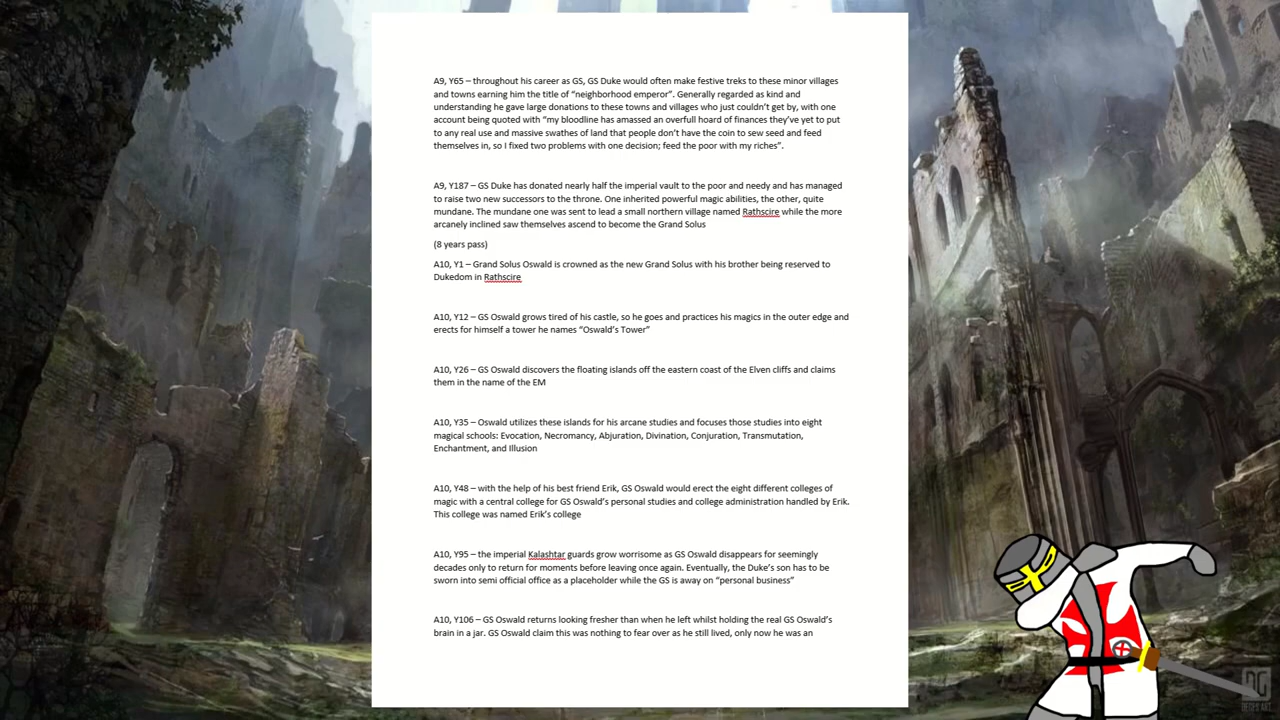 A9, Y65 – throughout his career as GS, GS Duke would often make festive treks to these minor villages
and towns earning him the title of “neighborhood emperor”. Generally regarded as kind and
understanding he gave large donations to these towns and villages who just couldn’t get by, with one
account being quoted with “my bloodline has amassed an overfull hoard of finances they’ve yet to put
to any real use and massive swathes of land that people don’t have the coin to sew seed and feed
themselves in, so I fixed two problems with one decision; feed the poor with my riches”.
A9, Y187 – GS Duke has donated nearly half the imperial vault to the poor and needy and has managed
to raise two new successors to the throne. One inherited powerful magic abilities, the other, quite
mundane. The mundane one was sent to lead a small northern village named Rathscire while the more
arcanely inclined saw themselves ascend to become the Grand Solus
(8 years pass)
A10, Y1 – Grand Solus Oswald is crowned as the new Grand Solus with his brother being reserved to
Dukedom in Rathscire
A10, Y12 – GS Oswald grows tired of his castle, so he goes and practices his magics in the outer edge and
erects for himself a tower he names “Oswald’s Tower”
A10, Y26 – GS Oswald discovers the floating islands off the eastern coast of the Elven cliffs and claims
them in the name of the EM
A10, Y35 – Oswald utilizes these islands for his arcane studies and focuses those studies into eight
magical schools: Evocation, Necromancy, Abjuration, Divination, Conjuration, Transmutation,
Enchantment, and Illusion
A10, Y48 – with the help of his best friend Erik, GS Oswald would erect the eight different colleges of
magic with a central college for GS Oswald’s personal studies and college administration handled by Erik.
This college was named Erik’s college
A10, Y95 – the imperial Kalashtar guards grow worrisome as GS Oswald disappears for seemingly
decades only to return for moments before leaving once again. Eventually, the Duke’s son has to be
sworn into semi official office as a placeholder while the GS is away on “personal business”
A10, Y106 – GS Oswald returns looking fresher than when he left whilst holding the real GS Oswald’s
brain in a jar. GS Oswald claim this was nothing to fear over as he still lived, only now he was an